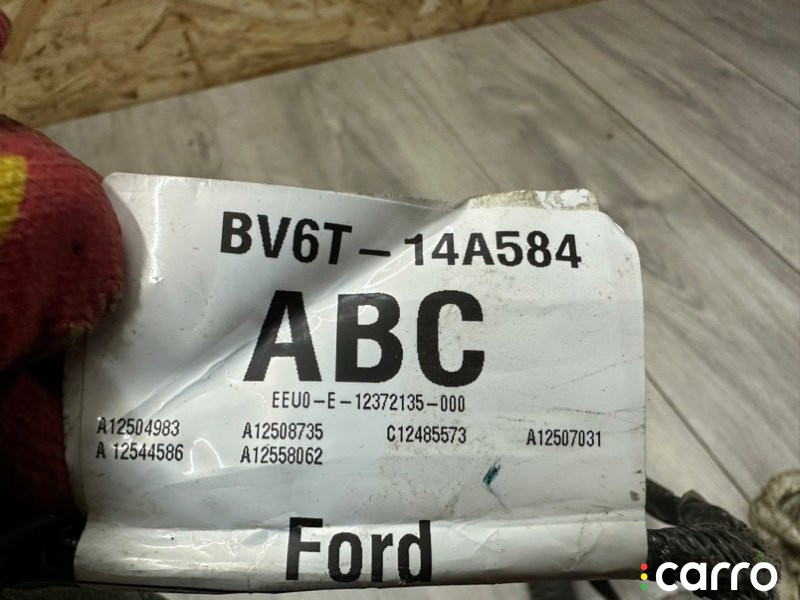 BV6T-14A584
ABC
EEU0-E-12372135-000
A12504983 A12508735 C12485573 A12507031
A 12544586 A12558062
Ford
carro